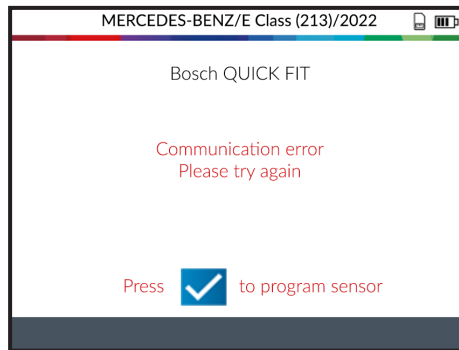 MERCEDES-BENZ/E Class (213)/2022
Bosch QUICK FIT
Communication error
Please try again
Press to program sensor